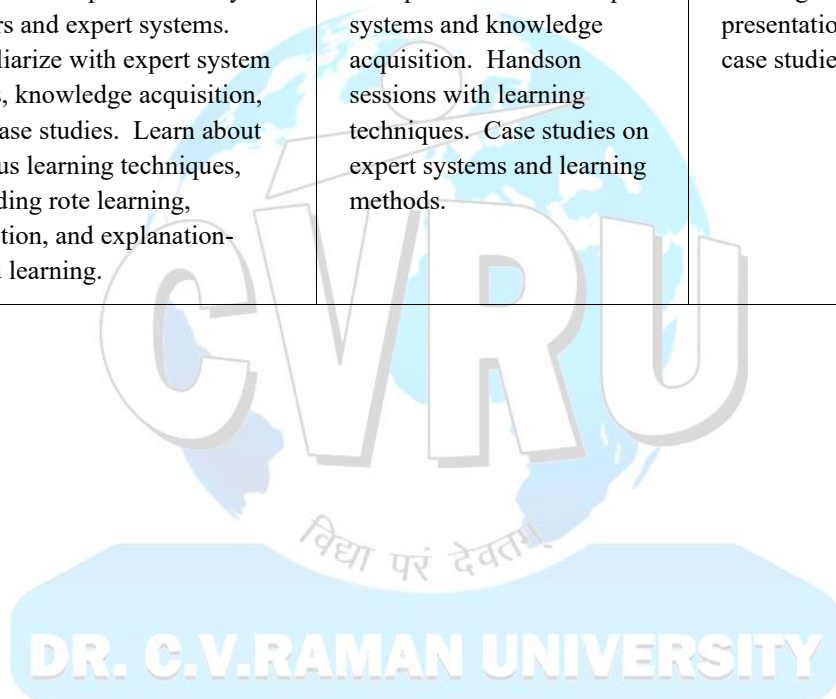 rs and expert systems.
liarize with expert system
s, knowledge acquisition,
ase studies. Learn about
us learning techniques,
ding rote learning,
tion, and explanation-
l learning.
systems and knowledge
acquisition. Handson
sessions with learning
techniques. Case studies on
expert systems and learning
methods.
presentatio
case studie
CVRU
विद्या परं देवतम्
DR. C.V.RAMAN UNIVERSITY